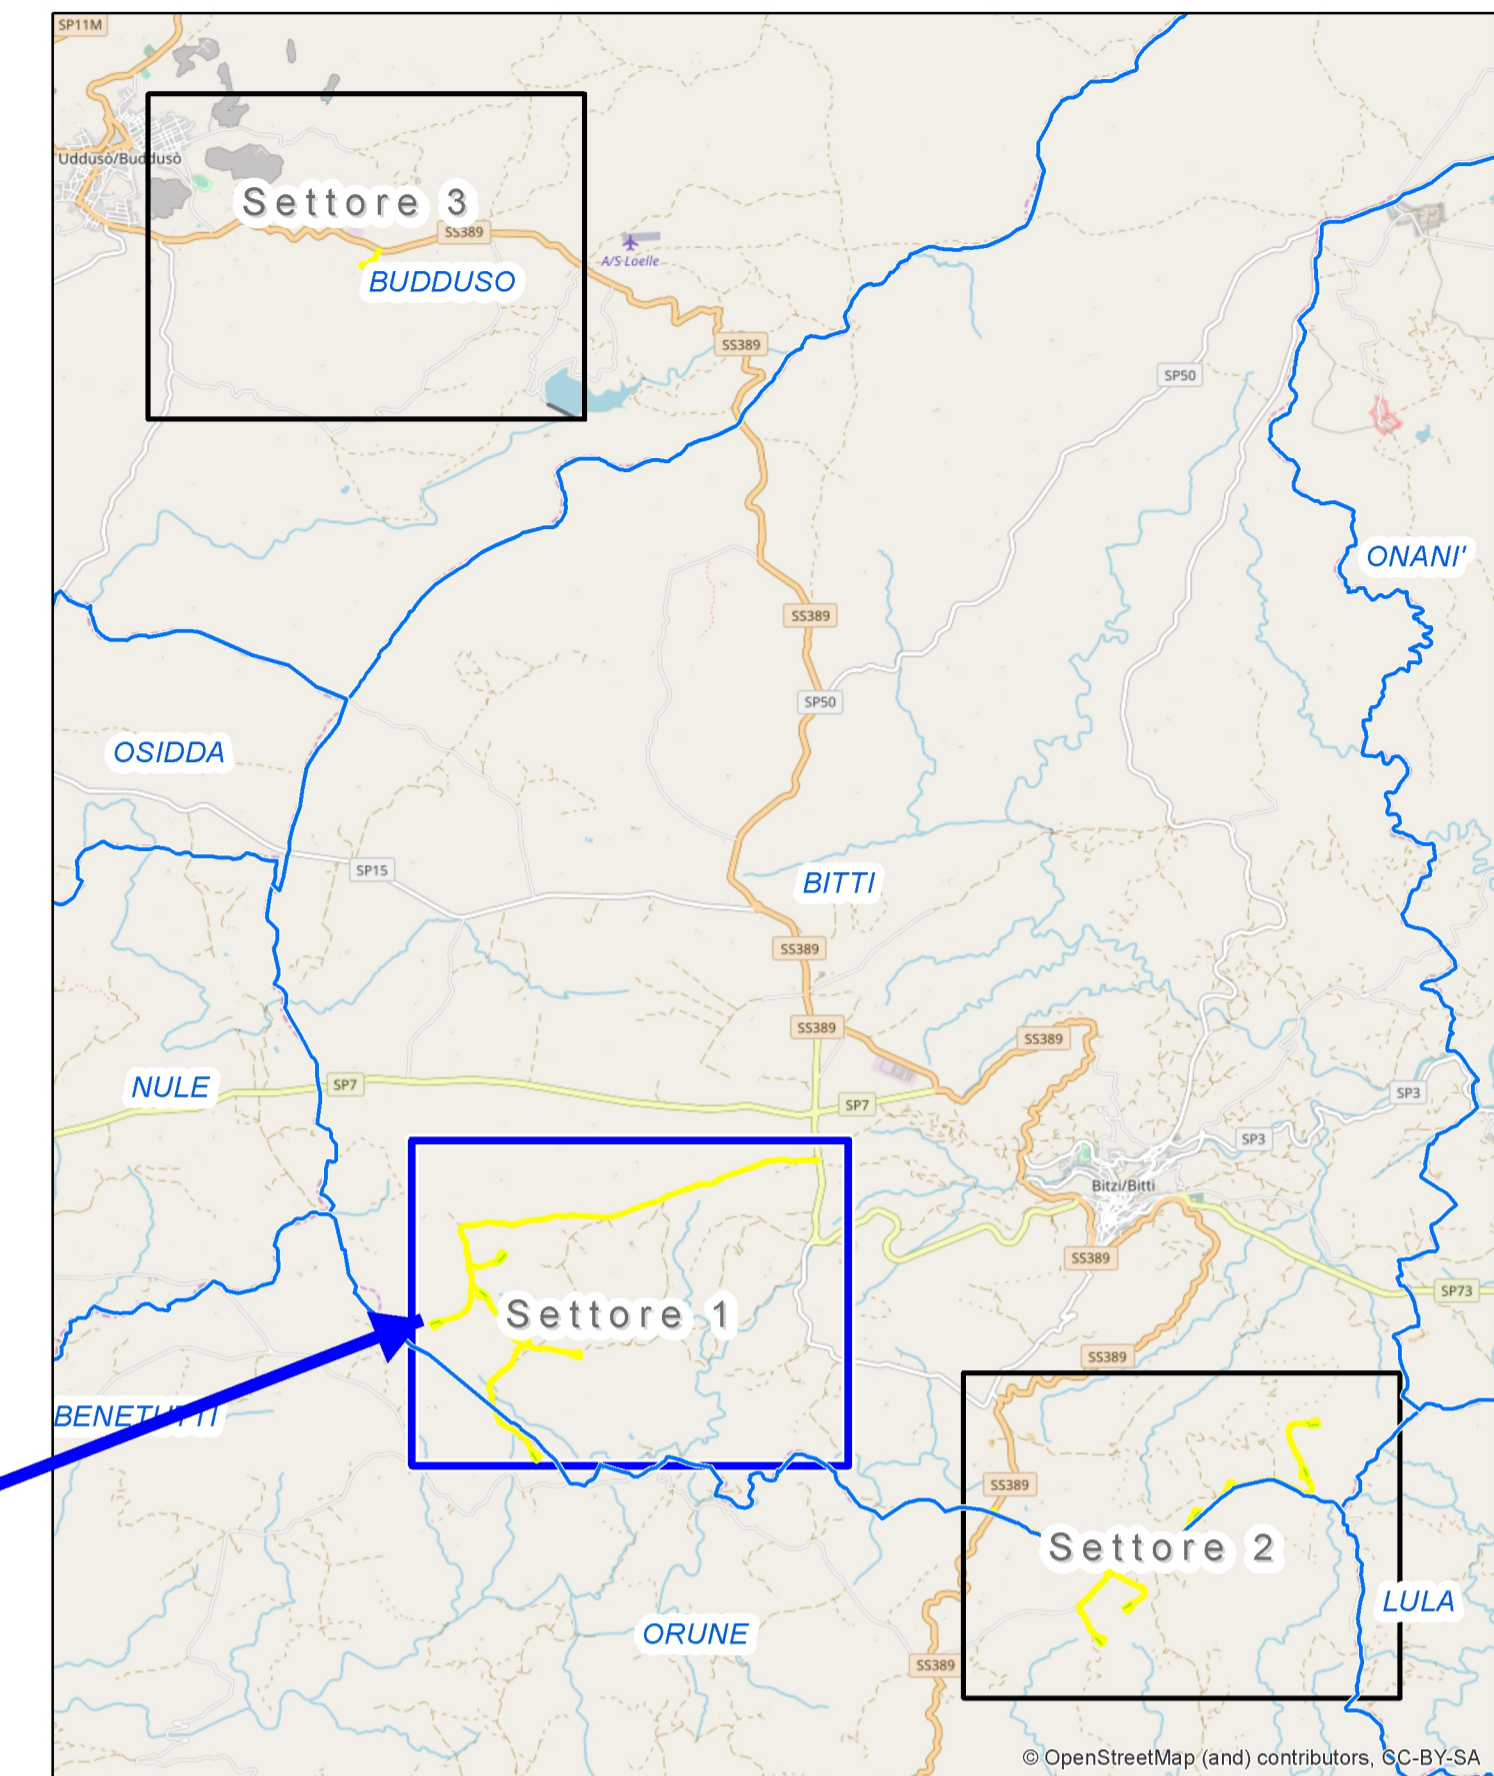 SP11M
Uddusò/Buddusò
Settore 3
SS389
A/S Loelle
BUDDUSO
SS389
SP50
ONANI'
SS389
SP50
OSIDDA
SP15
BITTI
SS389
SS389
SS389
NULE
SP7
SP7
SP3
SP3
Bitzi/Bitti
SS389
SP73
Settore 1
SS389
BENETUTTI
SS389
Settore 2
LULA
ORUNE
SS389
© OpenStreetMap (and) contributors, CC-BY-SA